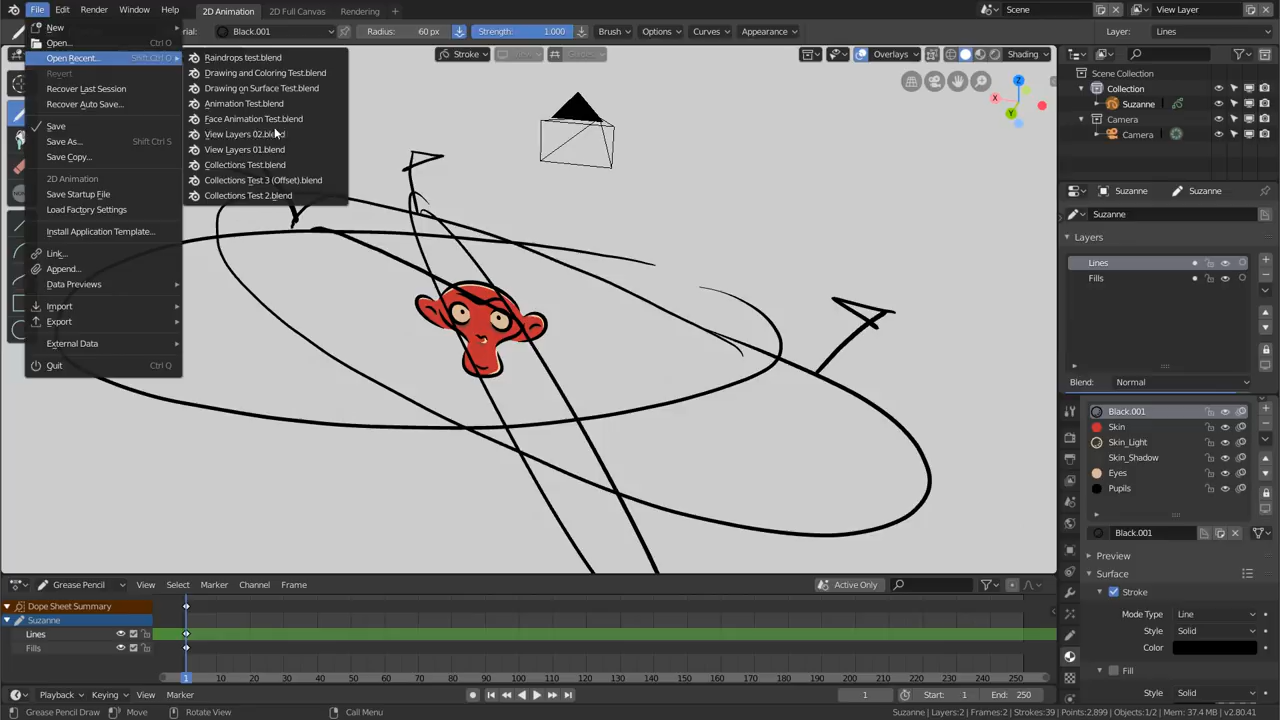 File Edit Render Window Help 2D Animation 2D Full Canvas Rendering + Scene View Layer
Black.001 Radius: 60 px Strength: 1.000 Brush Options Curves Appearance Layer: Lines
New
Open... Ctrl O
Open Recent... Shift Ctrl O
Revert
Recover Last Session
Recover Auto Save...
Save
Save As... Shift Ctrl S
Save Copy...
2D Animation
Save Startup File
Load Factory Settings
Install Application Template...
Link...
Append...
Data Previews
Import
Export
External Data
Quit Ctrl Q
Raindrops test.blend
Drawing and Coloring Test.blend
Drawing on Surface Test.blend
Animation Test.blend
Face Animation Test.blend
View Layers 02.blend
View Layers 01.blend
Collections Test.blend
Collections Test 3 (Offset).blend
Collections Test 2.blend
Stroke Guides Overlays Shading
Z
X
Y
Scene Collection
Collection
Suzanne
Camera
Camera
Suzanne Suzanne
Suzanne
Layers
Lines
Fills
Blend: Normal
Black.001
Skin
Skin_Light
Skin_Shadow
Eyes
Pupils
Black.001
Preview
Surface
Stroke
Mode Type Line
Style Solid
Color
Fill
Style Solid
Grease Pencil View Select Marker Channel Frame Active Only
Dope Sheet Summary
Suzanne
Lines
Fills
1 10 20 30 40 50 60 70 80 90 100 110 120 130 140 150 160 170 180 190 200 210 220 230 240 250
Playback Keying View Marker 1 Start: 1 End: 250
Grease Pencil Draw Move Rotate View Call Menu Suzanne | Layers:2 | Frames:2 | Strokes:39 | Points:2.899 | Objects:1/2 | Mem: 37.4 MB | v2.80.41